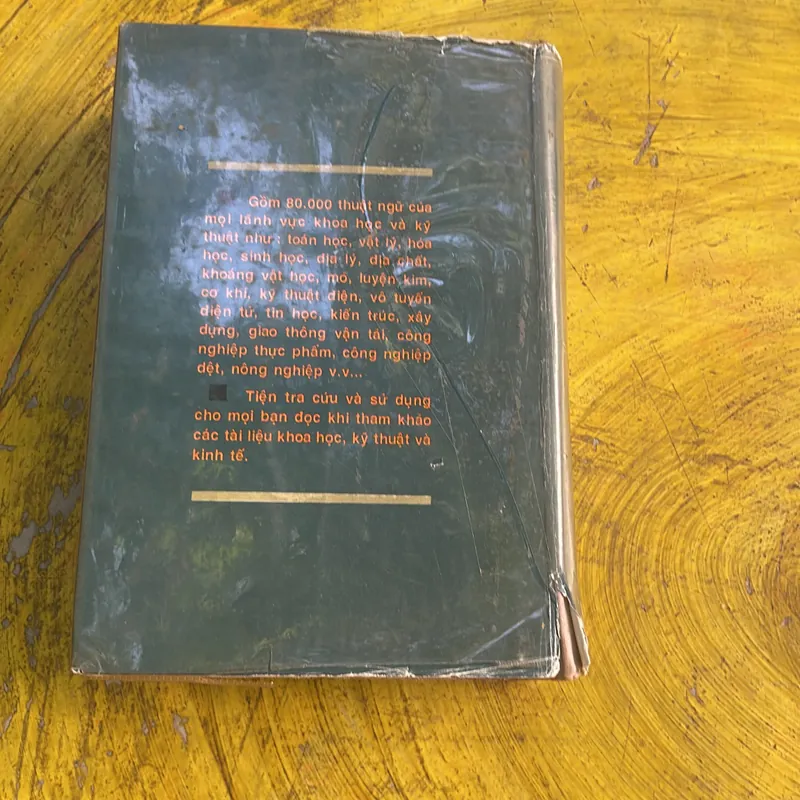 Gồm 80.000 thuật ngữ của
mọi lãnh vực khoa học và kỹ
thuật như : toán học, vật lý, hóa
học, sinh học, địa lý, địa chất,
khoáng vật học, mỏ, luyện kim,
cơ khí, kỹ thuật điện, vô tuyến
điện tử, tin học, kiến trúc, xây
dựng, giao thông vận tải, công
nghiệp thực phẩm, công nghiệp
dệt, nông nghiệp v.v...
Tiện tra cứu và sử dụng
cho mọi bạn đọc khi tham khảo
các tài liệu khoa học, kỹ thuật và
kinh tế.